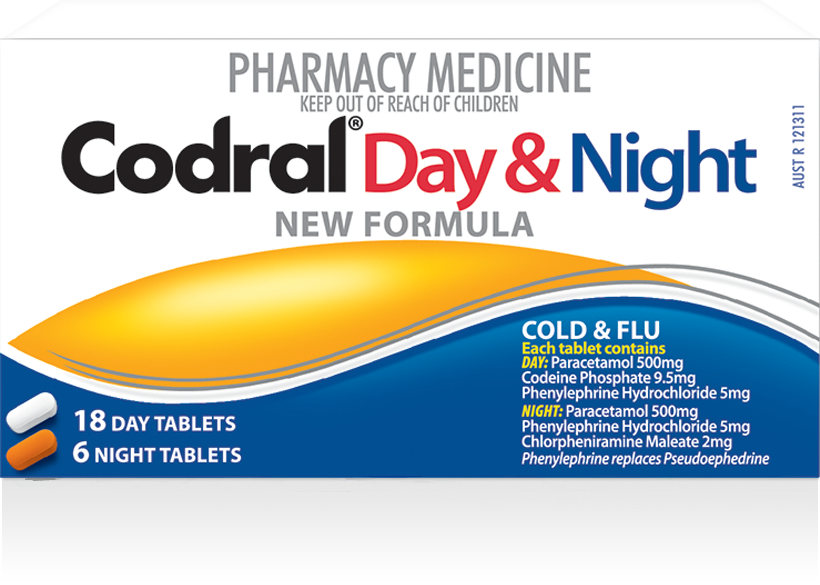 PHARMACY MEDICINE
KEEP OUT OF REACH OF CHILDREN
Codral® Day & Night
NEW FORMULA
AUST R 121311
COLD & FLU
Each tablet contains
DAY: Paracetamol 500mg
Codeine Phosphate 9.5mg
Phenylephrine Hydrochloride 5mg
NIGHT: Paracetamol 500mg
Phenylephrine Hydrochloride 5mg
Chlorpheniramine Maleate 2mg
Phenylephrine replaces Pseudoephedrine
18 DAY TABLETS
6 NIGHT TABLETS